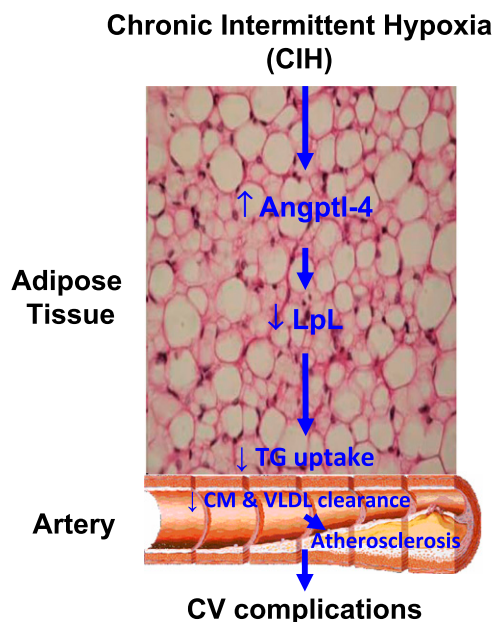 Chronic Intermittent Hypoxia
(CIH)
↑ Angptl-4
Adipose
Tissue
↓ LpL
↓ TG uptake
↓ CM & VLDL clearance
Artery
Atherosclerosis
CV complications